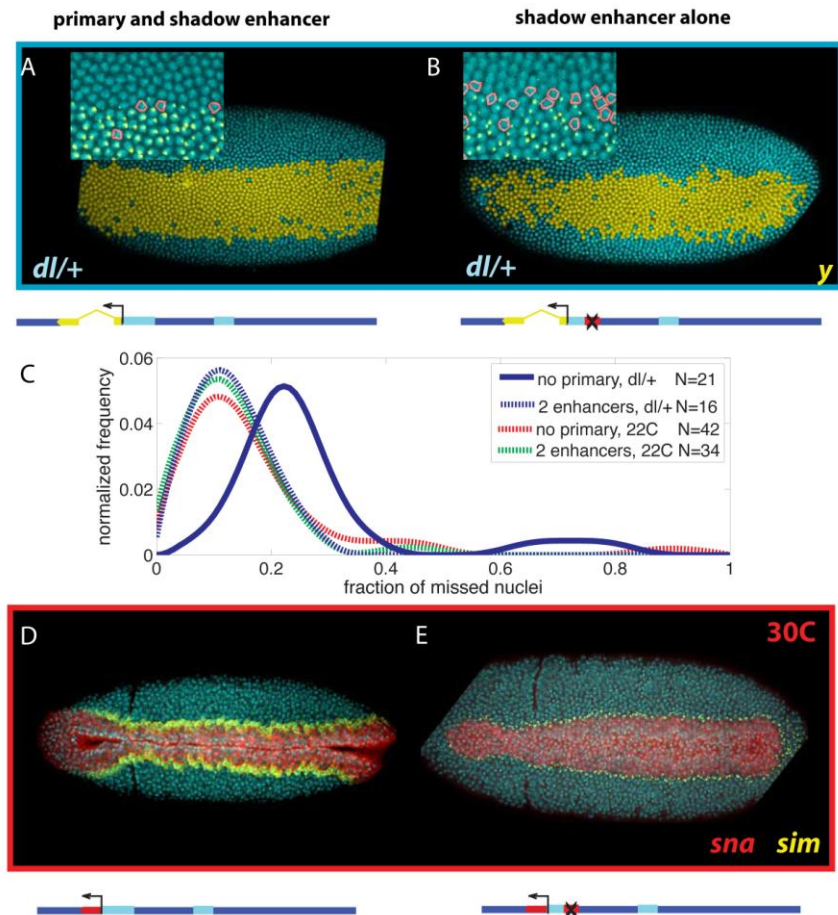 primary and shadow enhancer
shadow enhancer alone
A
B
dl/+
dl/+
y
C
normalized frequency
0.06
0.04
0.02
0
no primary, dl/+ N=21
2 enhancers, dl/+ N=16
no primary, 22C N=42
2 enhancers, 22C N=34
0
0.2
0.4
0.6
0.8
1
fraction of missed nuclei
D
E
30C
sna
sim